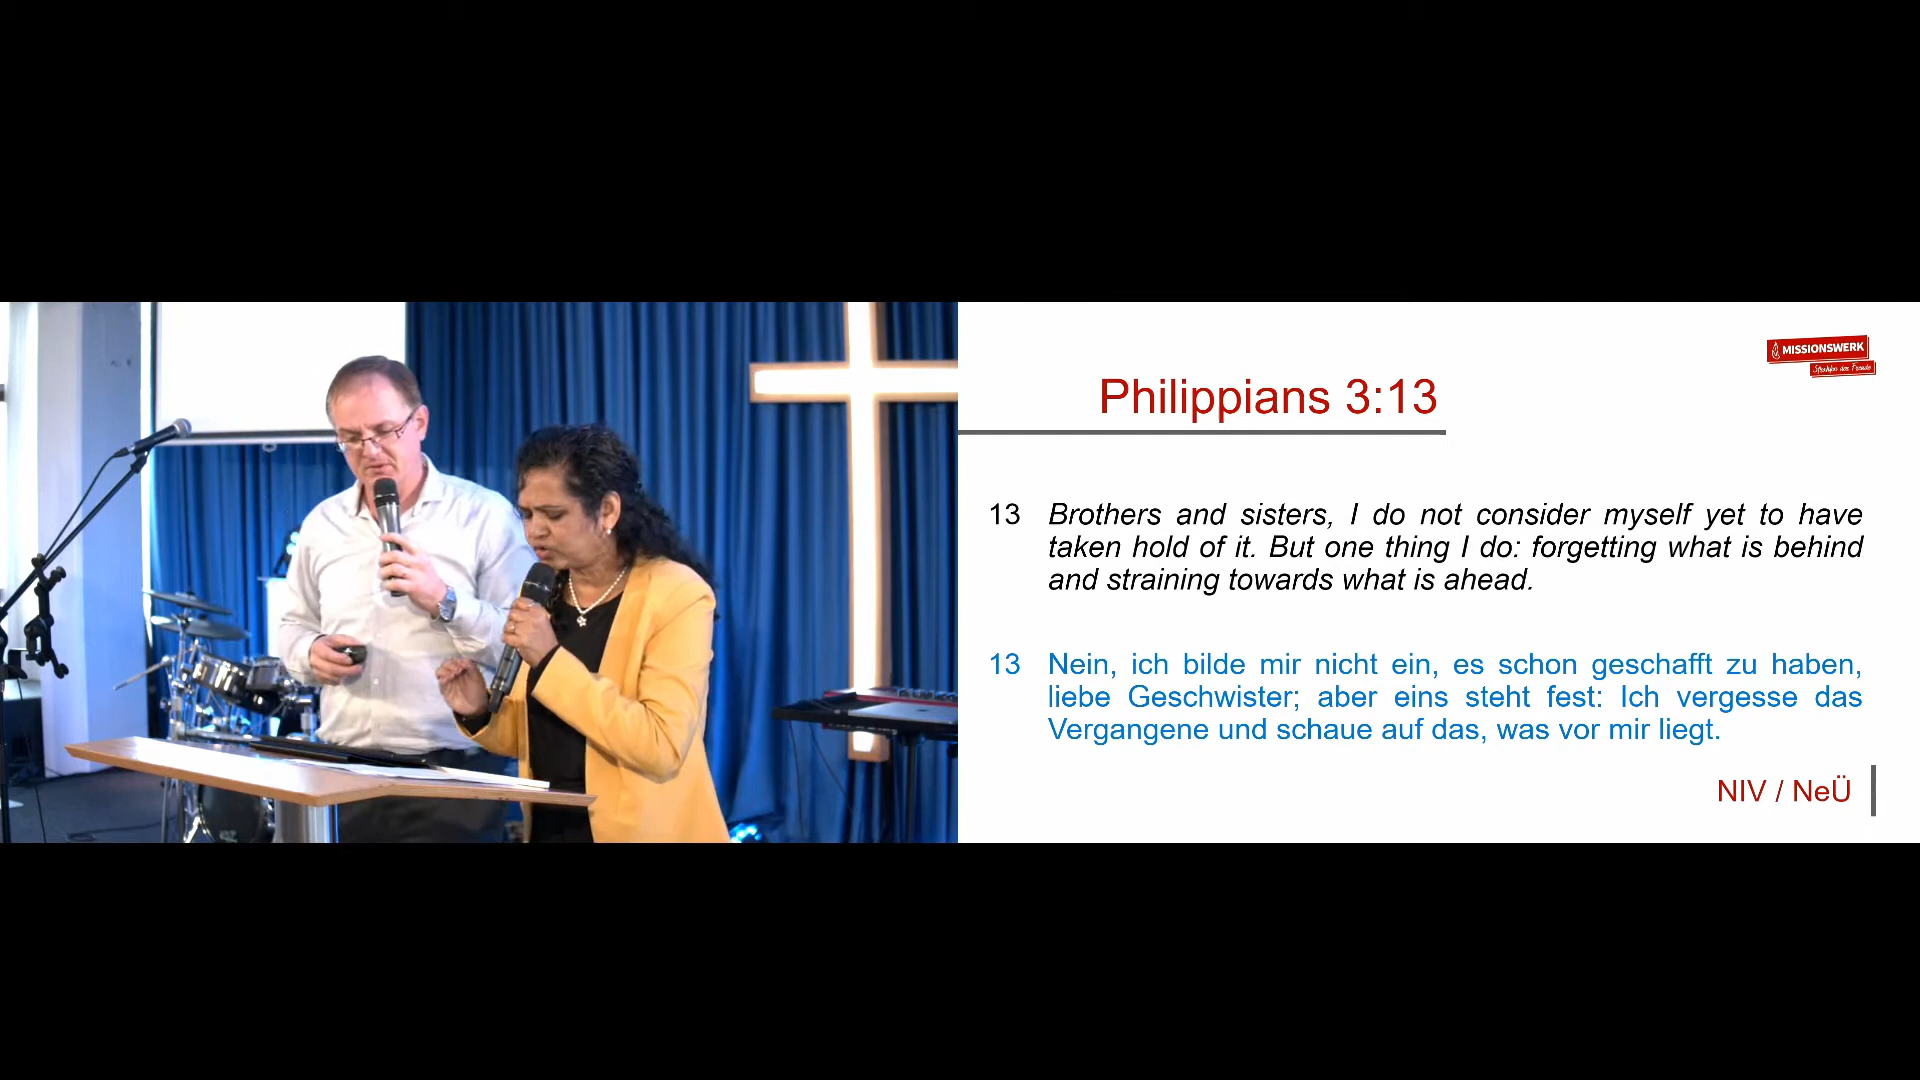 MISSIONSWERK
Strahlen der Freude
Philippians 3:13
13 Brothers and sisters, I do not consider myself yet to have
taken hold of it. But one thing I do: forgetting what is behind
and straining towards what is ahead.
13 Nein, ich bilde mir nicht ein, es schon geschafft zu haben,
liebe Geschwister; aber eins steht fest: Ich vergesse das
Vergangene und schaue auf das, was vor mir liegt.
NIV / NeÜ